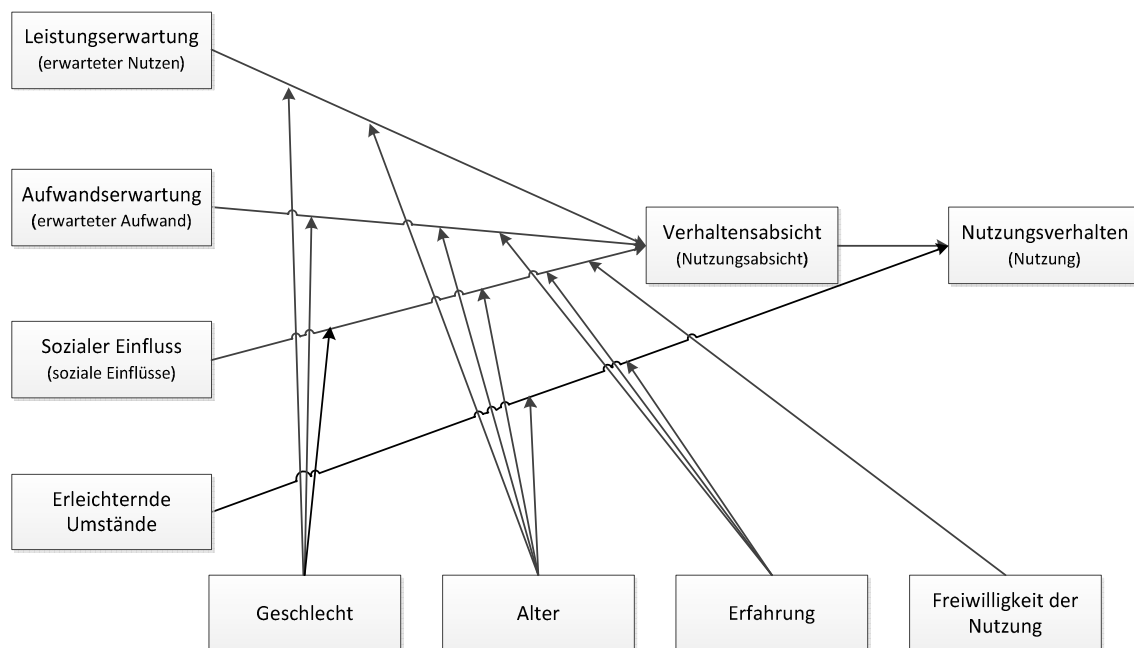 Leistungserwartung
(erwarteter Nutzen)
Aufwandserwartung
(erwarteter Aufwand)
Verhaltensabsicht
(Nutzungsabsicht)
Nutzungsverhalten
(Nutzung)
Sozialer Einfluss
(soziale Einflüsse)
Erleichternde
Umstände
Geschlecht
Alter
Erfahrung
Freiwilligkeit der
Nutzung